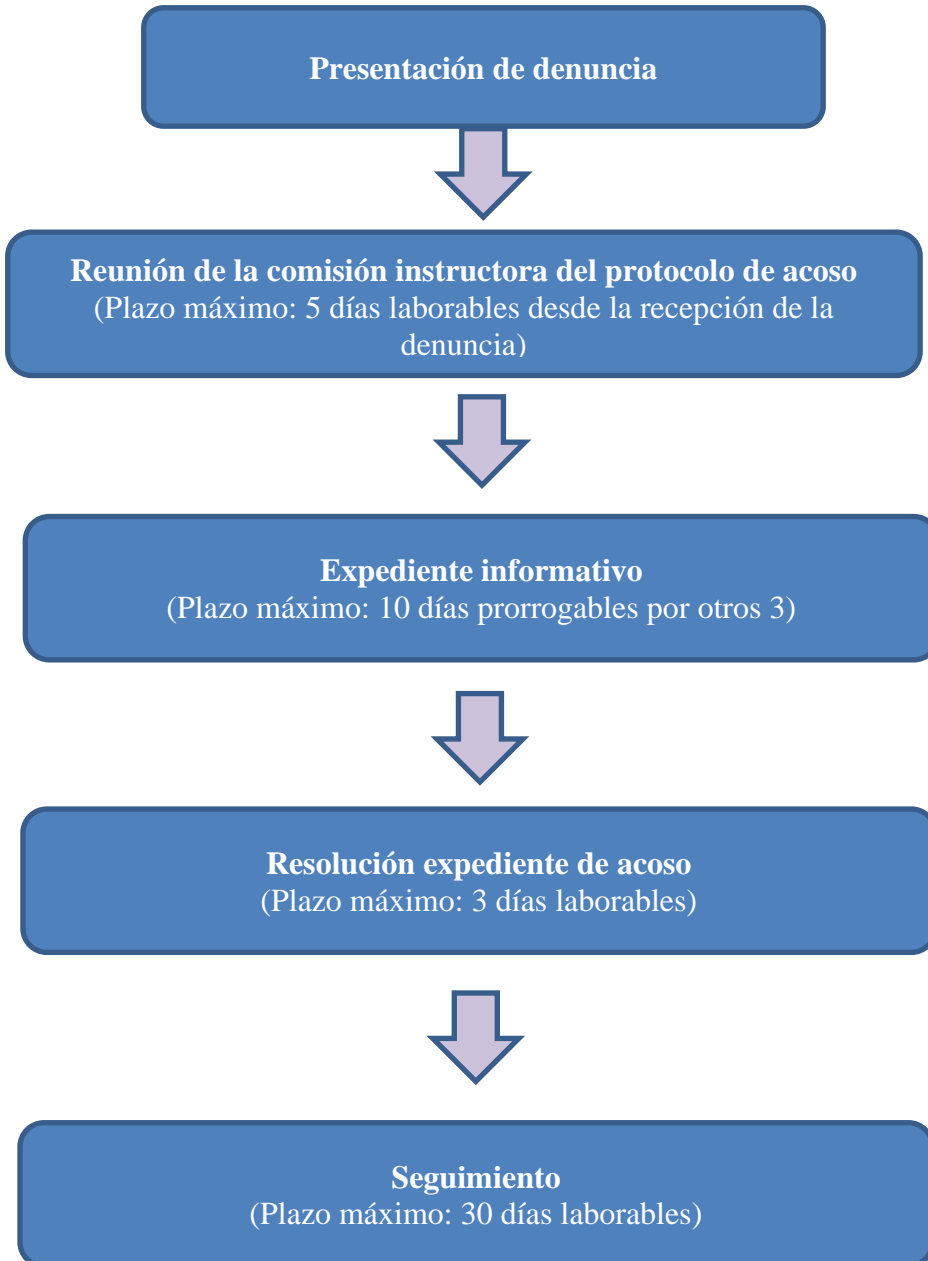 Presentación de denuncia
Reunión de la comisión instructora del protocolo de acoso
(Plazo máximo: 5 días laborables desde la recepción de la
denuncia)
Expediente informativo
(Plazo máximo: 10 días prorrogables por otros 3)
Resolución expediente de acoso
(Plazo máximo: 3 días laborables)
Seguimiento
(Plazo máximo: 30 días laborables)